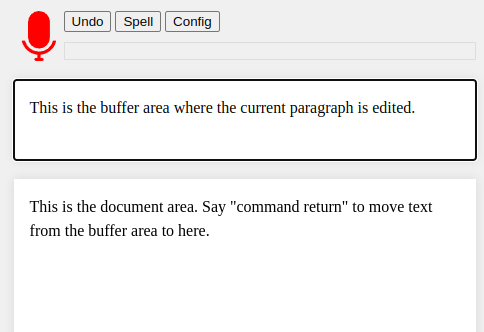 Undo Spell Config
This is the buffer area where the current paragraph is edited.
This is the document area. Say "command return" to move text
from the buffer area to here.